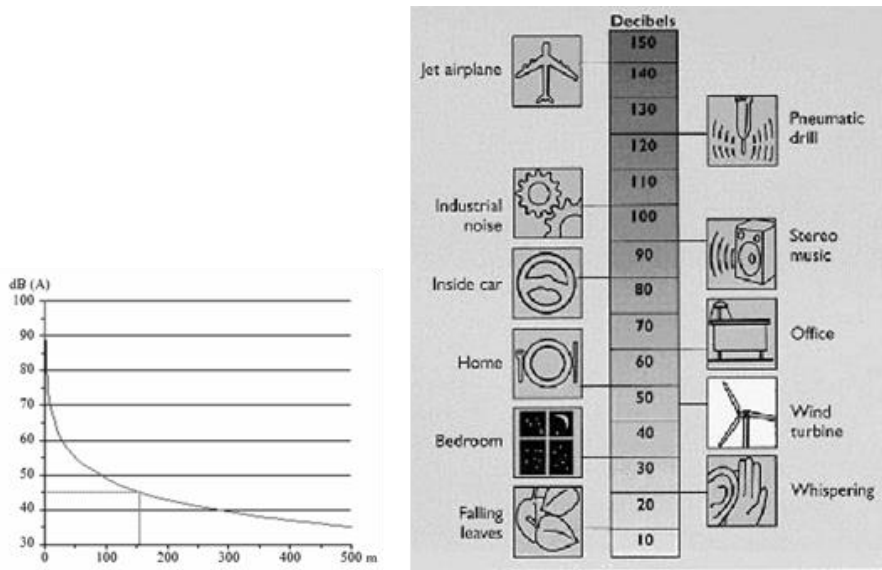 dB (A)
100
90
80
70
60
50
40
30
0
100
200
300
400
500 m
Decibels
150
140
130
120
110
100
90
80
70
60
50
40
30
20
10
Jet airplane
Industrial
noise
Inside car
Home
Bedroom
Falling
leaves
Pneumatic
drill
Stereo
music
Office
Wind
turbine
Whispering